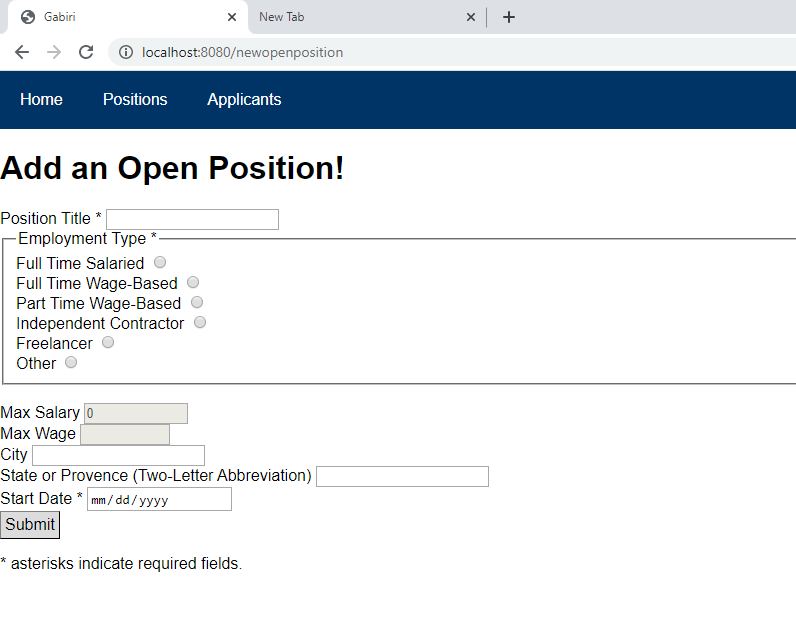 Gabiri
New Tab
localhost:8080/newopenposition
Home Positions Applicants
Add an Open Position!
Position Title *
Employment Type *
Full Time Salaried
Full Time Wage-Based
Part Time Wage-Based
Independent Contractor
Freelancer
Other
Max Salary 0
Max Wage
City
State or Provence (Two-Letter Abbreviation)
Start Date * mm/dd/yyyy
Submit
* asterisks indicate required fields.